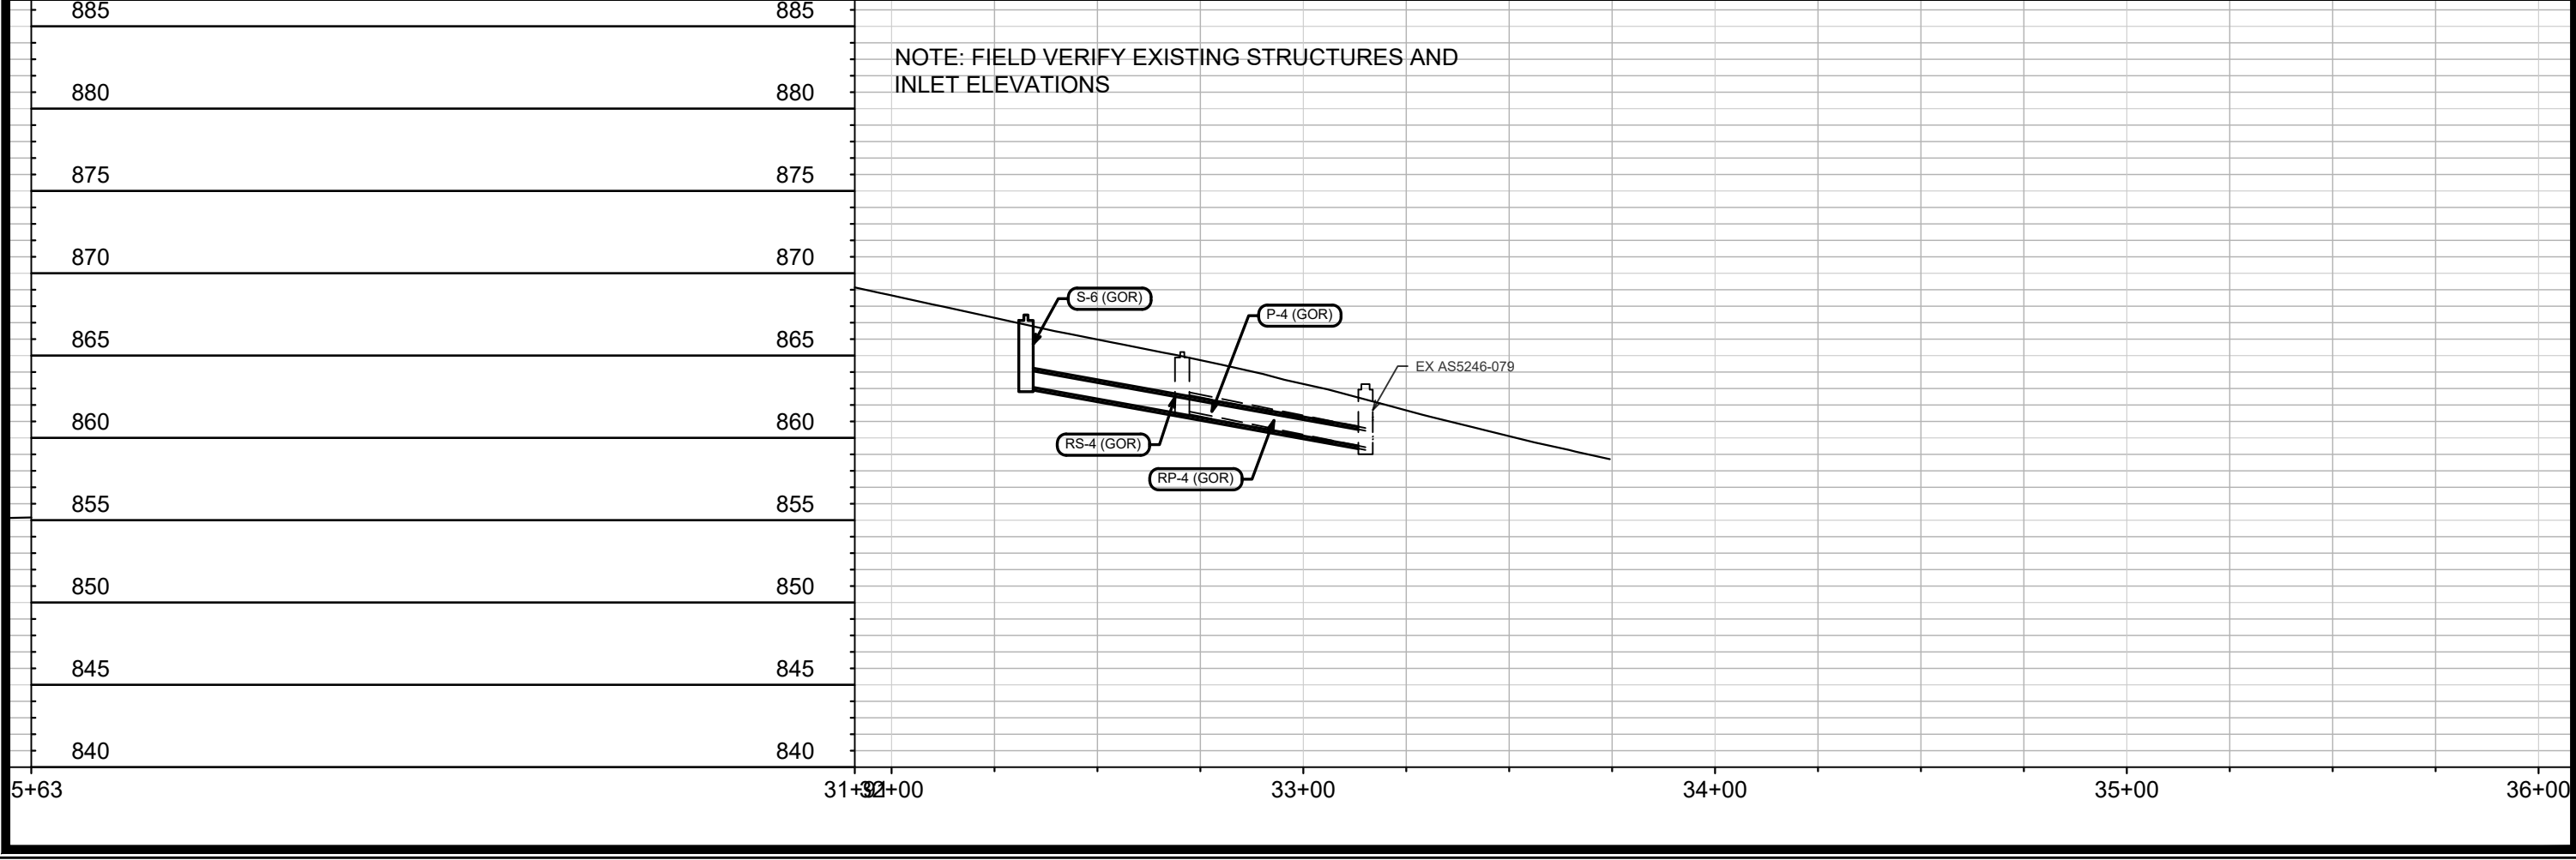 885 885
NOTE: FIELD VERIFY EXISTING STRUCTURES AND
INLET ELEVATIONS
880 880
875 875
870 870
S-6 (GOR)
P-4 (GOR)
865 865
EX AS5246-079
860 860
RS-4 (GOR)
RP-4 (GOR)
855 855
850 850
845 845
840 840
5+63 32+00 33+00 34+00 35+00 36+00